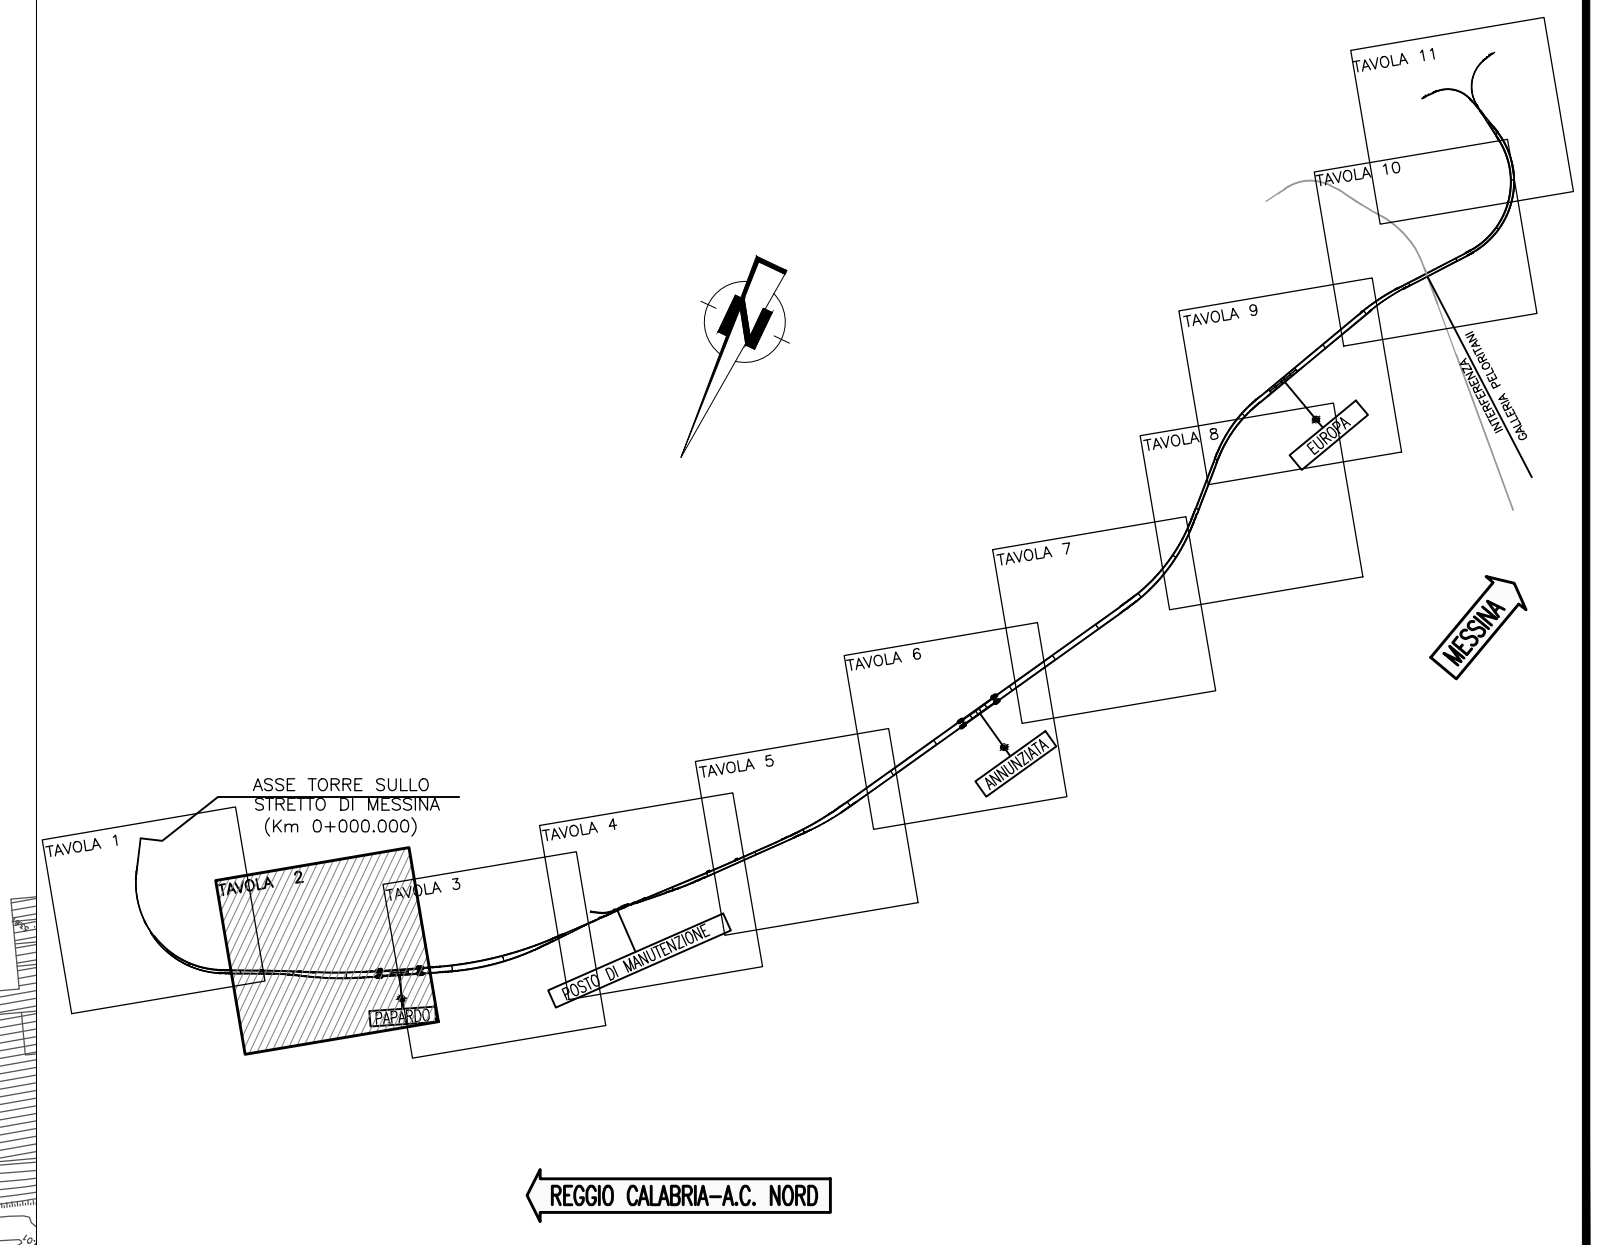 TAVOLA 11
TAVOLA 10
TAVOLA 9
INTERFERENZA
GALLERIA PELORITANI
EUROPA
TAVOLA 8
N
TAVOLA 7
MESSINA
TAVOLA 6
ANNUNZIATA
TAVOLA 5
ASSE TORRE SULLO
STRETTO DI MESSINA
(Km 0+000.000)
TAVOLA 4
TAVOLA 1
TAVOLA 2
TAVOLA 3
POSTO DI MANUTENZIONE
PAPARDO
REGGIO CALABRIA-A.C. NORD